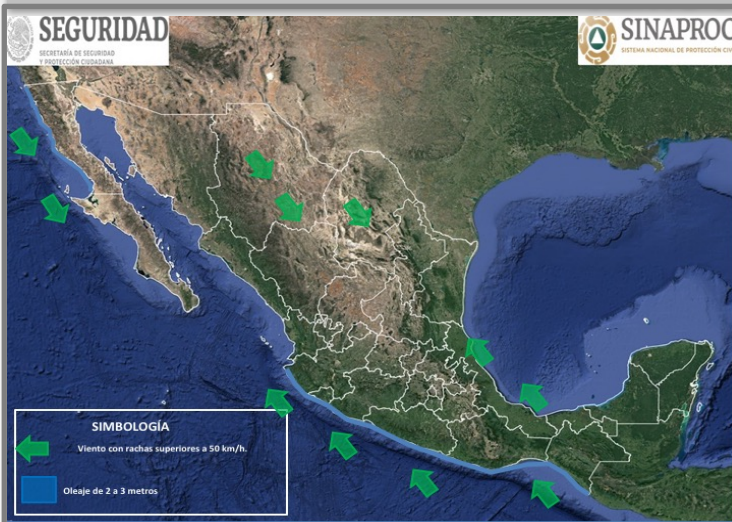 SEGURIDAD
SECRETARÍA DE SEGURIDAD
Y PROTECCIÓN CIUDADANA
SINAPROC
SISTEMA NACIONAL DE PROTECCIÓN CIV
SIMBOLOGÍA
Viento con rachas superiores a 50 km/h.
Oleaje de 2 a 3 metros